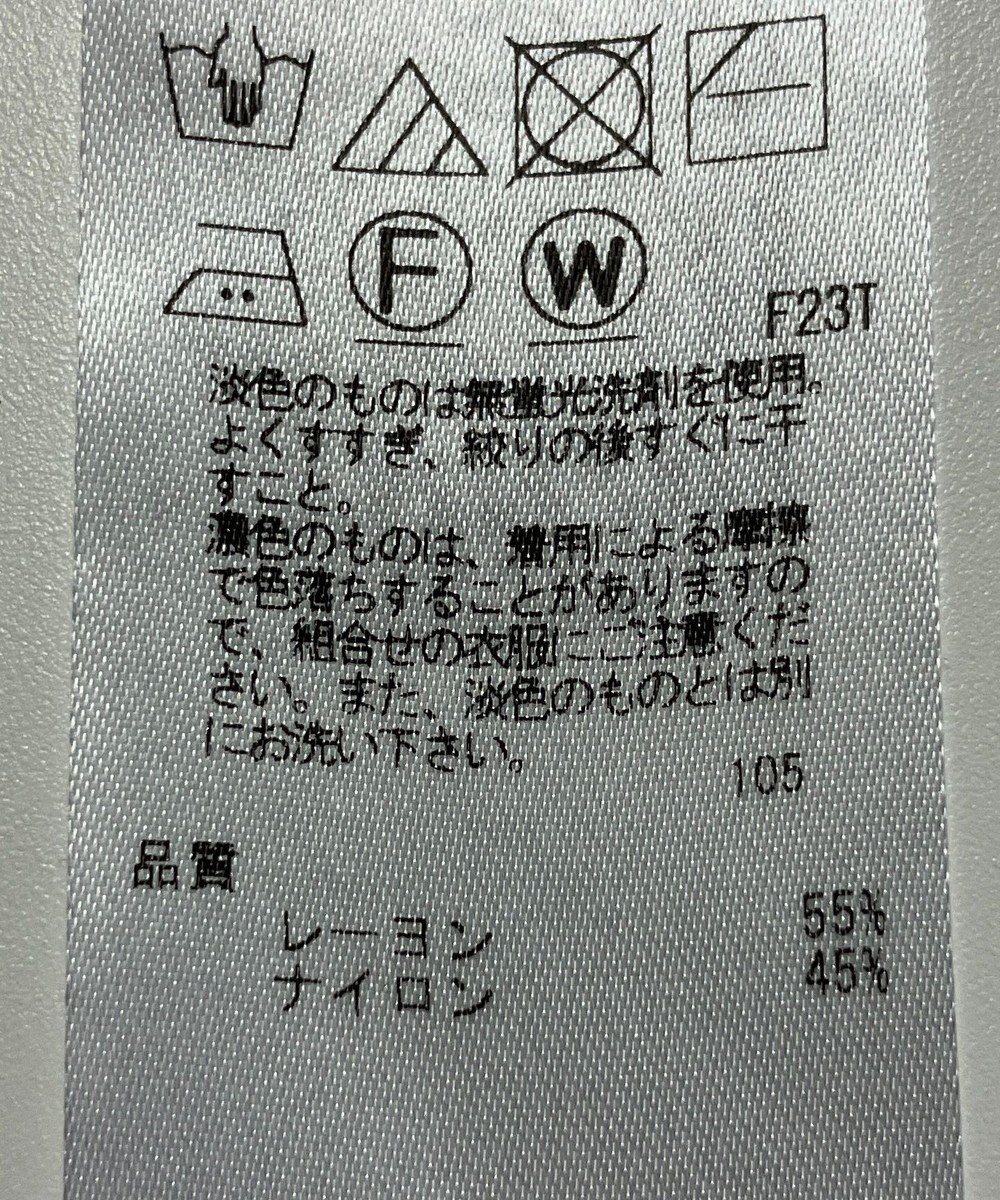 F W F23T
淡色のものは無蛍光洗剤を使用。
よくすすぎ、絞りの後すぐに干
すこと。
濃色のものは、着用による摩擦
で色落ちすることがありますの
で、組合せの衣服にご注意くだ
さい。また、淡色のものとは別
にお洗い下さい。
105
品質
レーヨン 55%
ナイロン 45%